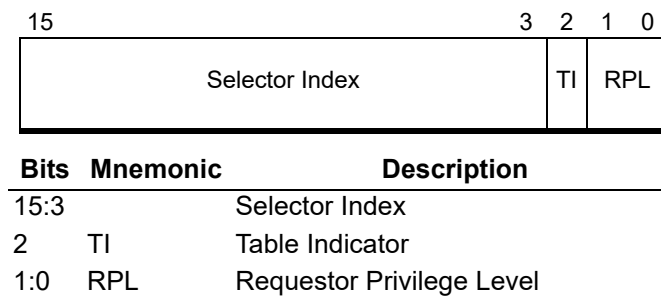 15 3 2 1 0
Selector Index TI RPL
Bits Mnemonic Description
15:3 Selector Index
2 TI Table Indicator
1:0 RPL Requestor Privilege Level